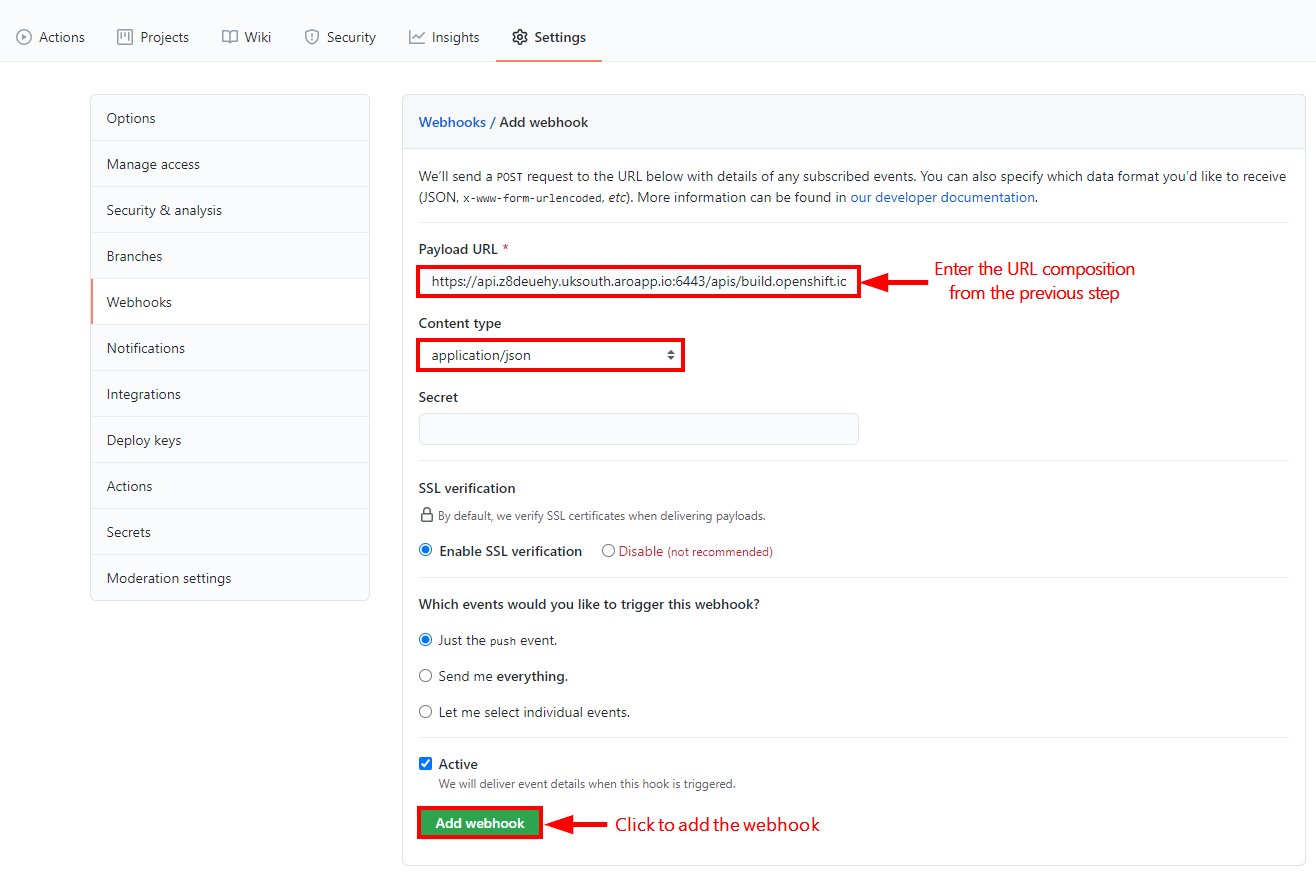 Actions Projects Wiki Security Insights Settings
Options
Manage access
Security & analysis
Branches
Webhooks
Notifications
Integrations
Deploy keys
Actions
Secrets
Moderation settings
Webhooks / Add webhook
We’ll send a POST request to the URL below with details of any subscribed events. You can also specify which data format you’d like to receive
(JSON, x-www-form-urlencoded, etc). More information can be found in our developer documentation.
Payload URL *
https://api.z8deuehy.uksouth.aroapp.io:6443/apis/build.openshift.ic
Enter the URL composition
from the previous step
Content type
application/json
Secret
SSL verification
By default, we verify SSL certificates when delivering payloads.
Enable SSL verification Disable (not recommended)
Which events would you like to trigger this webhook?
Just the push event.
Send me everything.
Let me select individual events.
Active
We will deliver event details when this hook is triggered.
Add webhook
Click to add the webhook